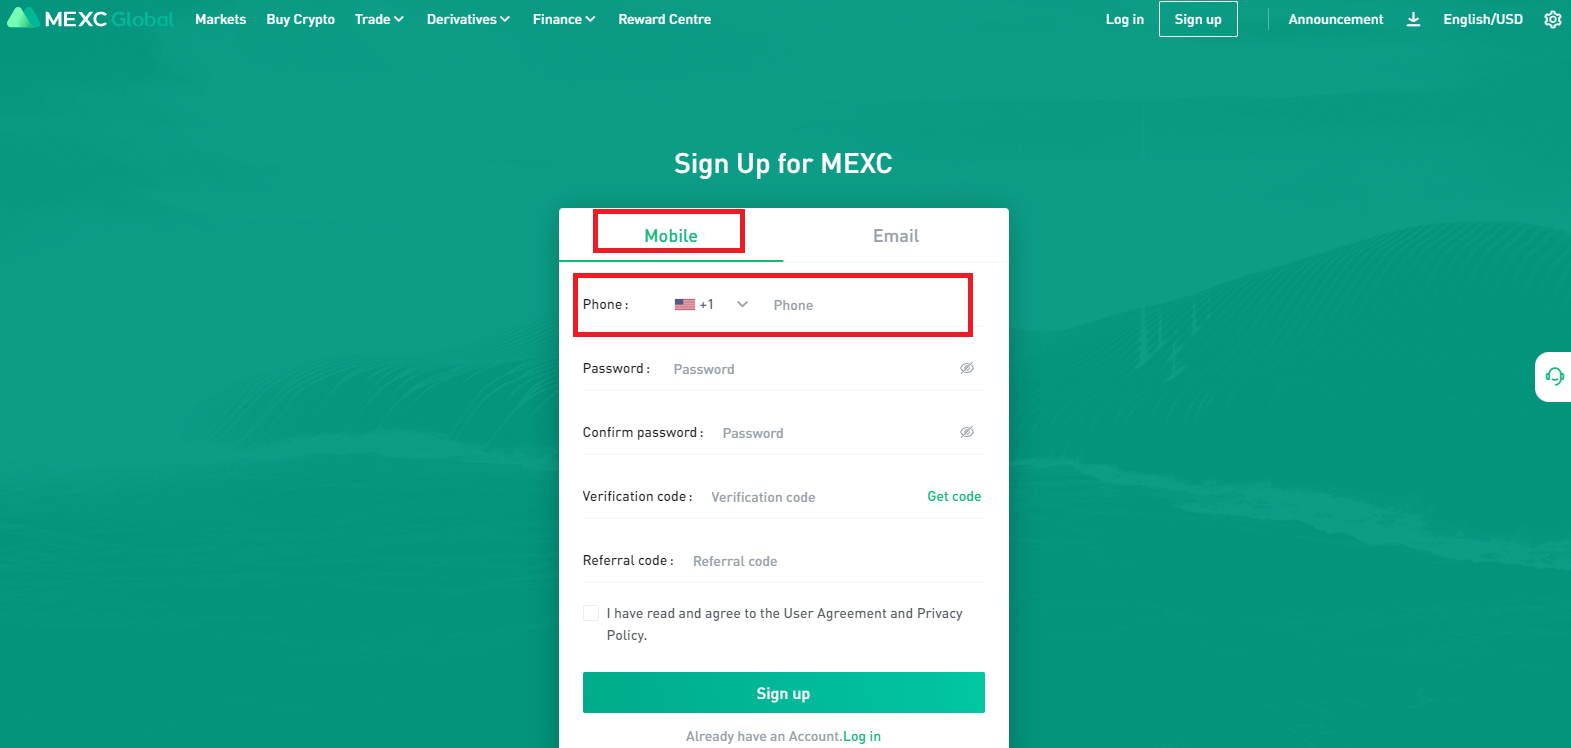 MEXC Global Markets Buy Crypto Trade Derivatives Finance Reward Centre Log in Sign up Announcement English/USD
Sign Up for MEXC
Mobile Email
Phone : +1 Phone
Password : Password
Confirm password : Password
Verification code : Verification code Get code
Referral code : Referral code
I have read and agree to the User Agreement and Privacy
Policy.
Sign up
Already have an Account.Log in